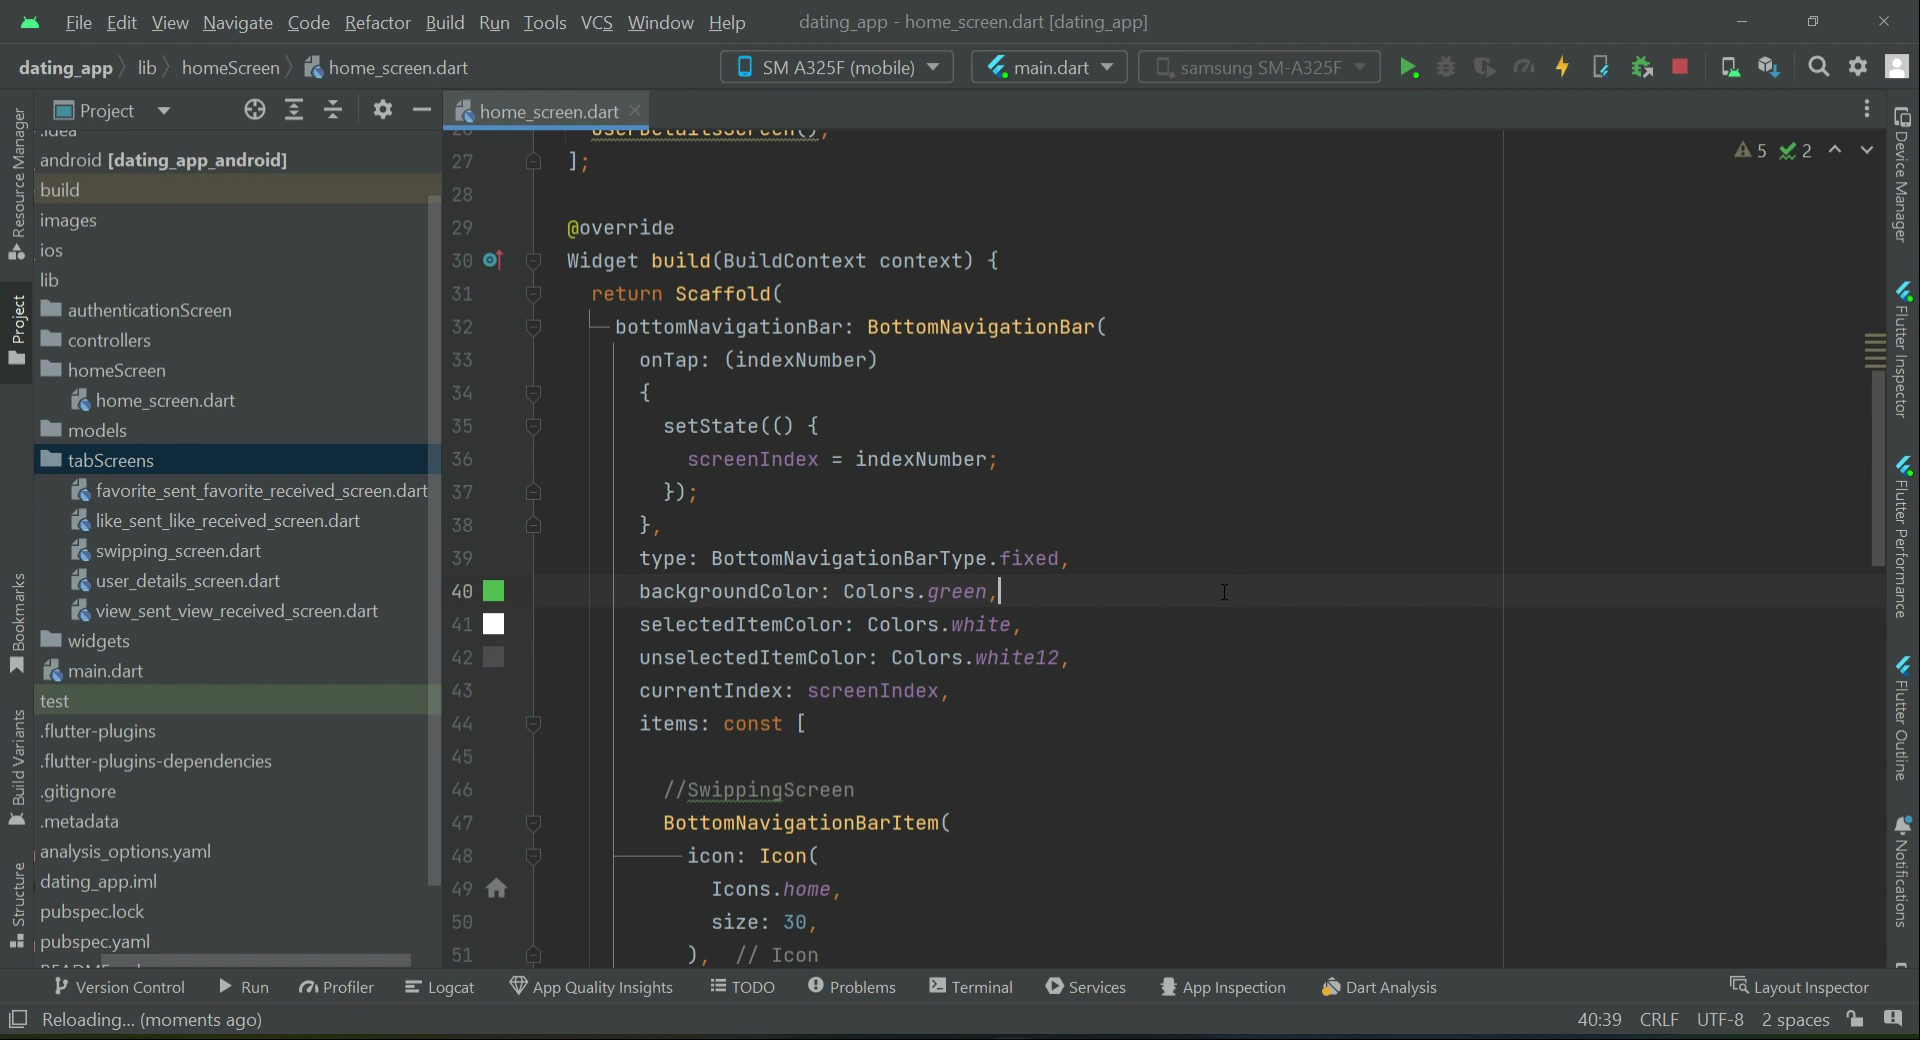 File Edit View Navigate Code Refactor Build Run Tools VCS Window Help dating_app - home_screen.dart [dating_app]
dating_app lib homeScreen home_screen.dart SM A325F (mobile) main.dart samsung SM-A325F
Project home_screen.dart
.idea
android [dating_app_android]
build
images
ios
lib
authenticationScreen
controllers
homeScreen
home_screen.dart
models
tabScreens
favorite_sent_favorite_received_screen.dart
like_sent_like_received_screen.dart
swipping_screen.dart
user_details_screen.dart
view_sent_view_received_screen.dart
widgets
main.dart
test
.flutter-plugins
.flutter-plugins-dependencies
.gitignore
.metadata
analysis_options.yaml
dating_app.iml
pubspec.lock
pubspec.yaml
Resource Manager
Project
Bookmarks
Build Variants
Structure
5 2
26 UserDetailsScreen(),
27 ];
28
29 @override
30 Widget build(BuildContext context) {
31 return Scaffold(
32 bottomNavigationBar: BottomNavigationBar(
33 onTap: (indexNumber)
34 {
35 setState(() {
36 screenIndex = indexNumber;
37 });
38 },
39 type: BottomNavigationBarType.fixed,
40 backgroundColor: Colors.green,
41 selectedItemColor: Colors.white,
42 unselectedItemColor: Colors.white12,
43 currentIndex: screenIndex,
44 items: const [
45
46 //SwippingScreen
47 BottomNavigationBarItem(
48 icon: Icon(
49 Icons.home,
50 size: 30,
51 ), // Icon
Device Manager
Flutter Inspector
Flutter Performance
Flutter Outline
Notifications
Version Control Run Profiler Logcat App Quality Insights TODO Problems Terminal Services App Inspection Dart Analysis Layout Inspector
Reloading... (moments ago) 40:39 CRLF UTF-8 2 spaces